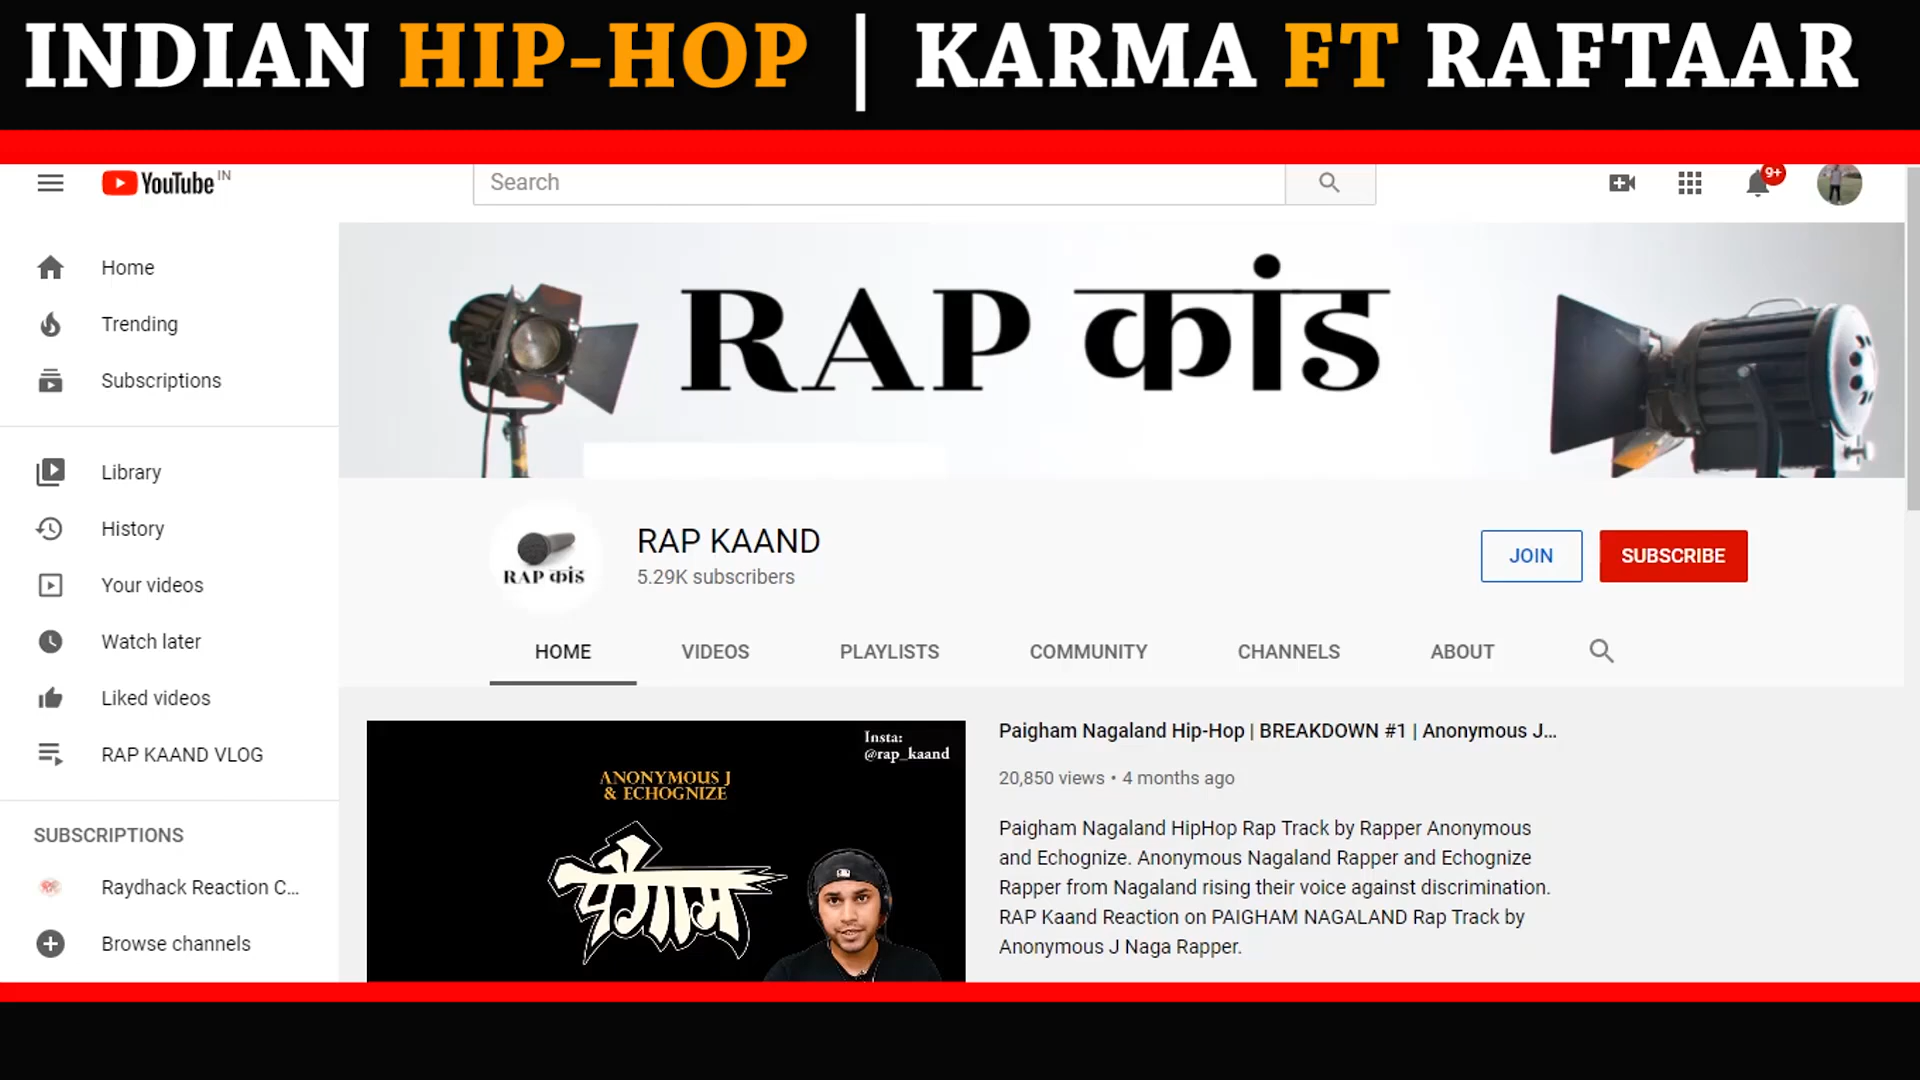 INDIAN HIP-HOP | KARMA FT RAFTAAR
YouTube IN
Search
9+
Home
Trending
Subscriptions
Library
History
Your videos
Watch later
Liked videos
RAP KAAND VLOG
SUBSCRIPTIONS
Raydhack Reaction C...
Browse channels
RAP कांड
RAP कांड
RAP KAAND
5.29K subscribers
JOIN
SUBSCRIBE
HOME VIDEOS PLAYLISTS COMMUNITY CHANNELS ABOUT
Insta:
@rap_kaand
ANONYMOUS J
& ECHOGNIZE
पैगाम
Paigham Nagaland Hip-Hop | BREAKDOWN #1 | Anonymous J...
20,850 views • 4 months ago
Paigham Nagaland HipHop Rap Track by Rapper Anonymous
and Echognize. Anonymous Nagaland Rapper and Echognize
Rapper from Nagaland rising their voice against discrimination.
RAP Kaand Reaction on PAIGHAM NAGALAND Rap Track by
Anonymous J Naga Rapper.